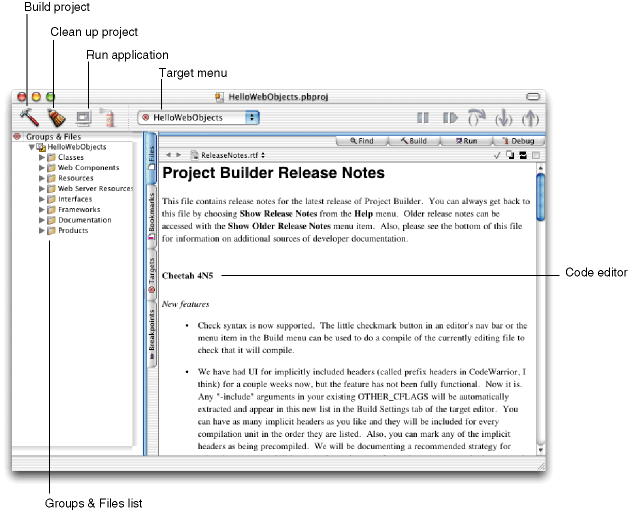 Build project
Clean up project
Run application
Target menu
HelloWebObjects.pbproj
HelloWebObjects
Groups & Files
HelloWebObjects
Classes
Web Components
Resources
Web Server Resources
Interfaces
Frameworks
Documentation
Products
Files
Bookmarks
Targets
Breakpoints
Find
Build
Run
Debug
ReleaseNotes.rtf
Project Builder Release Notes
This file contains release notes for the latest release of Project Builder. You can always get back to
this file by choosing Show Release Notes from the Help menu. Older release notes can be
accessed with the Show Older Release Notes menu item. Also, please see the bottom of this file
for information on additional sources of developer documentation.
Cheetah 4N5
Code editor
New features
• Check syntax is now supported. The little checkmark button in an editor's nav bar or the
menu item in the Build menu can be used to do a compile of the currently editing file to
check that it will compile.
• We have had UI for implicitly included headers (called prefix headers in CodeWarrior, I
think) for a couple weeks now, but the feature has not been fully functional. Now it is.
Any "-include" arguments in your existing OTHER_CFLAGS will be automatically
extracted and appear in this new list in the Build Settings tab of the target editor. You
can have as many implicit headers as you like and they will be included for every
compilation unit in the order they are listed. Also, you can mark any of the implicit
headers as being precompiled. We will be documenting a recommended strategy for
Groups & Files list